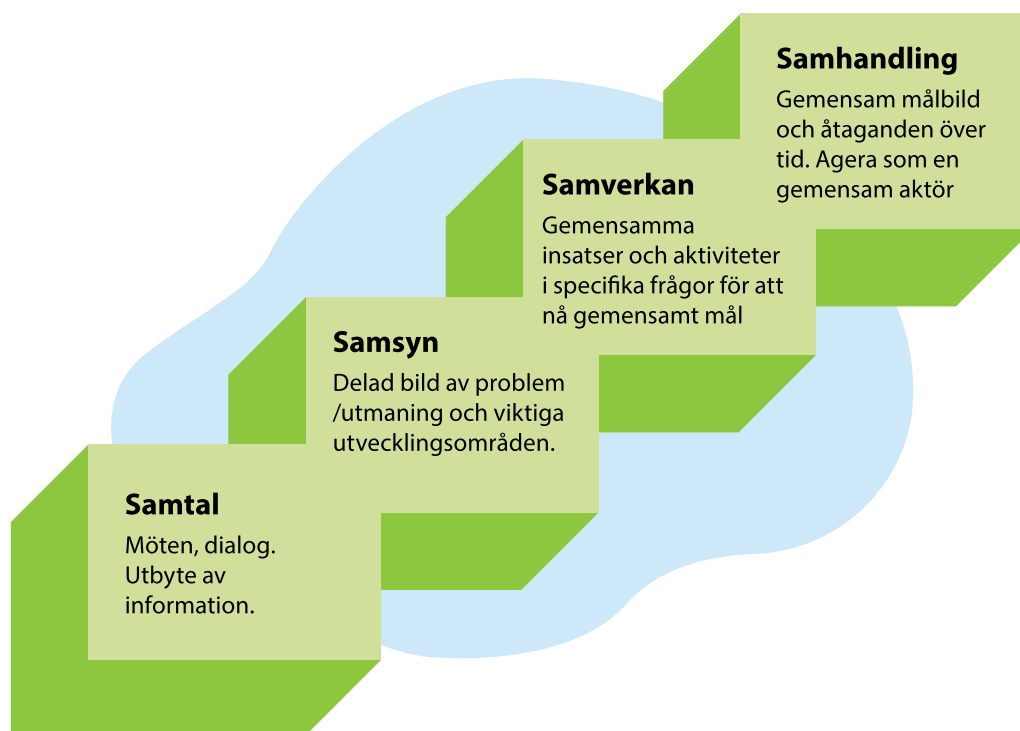 Samhandling
Gemensam målbild
och åtaganden över
tid. Agera som en
gemensam aktör
Samverkan
Gemensamma
insatser och aktiviteter
i specifika frågor för att
nå gemensamt mål
Samsyn
Delad bild av problem
/utmaning och viktiga
utvecklingsområden.
Samtal
Möten, dialog.
Utbyte av
information.